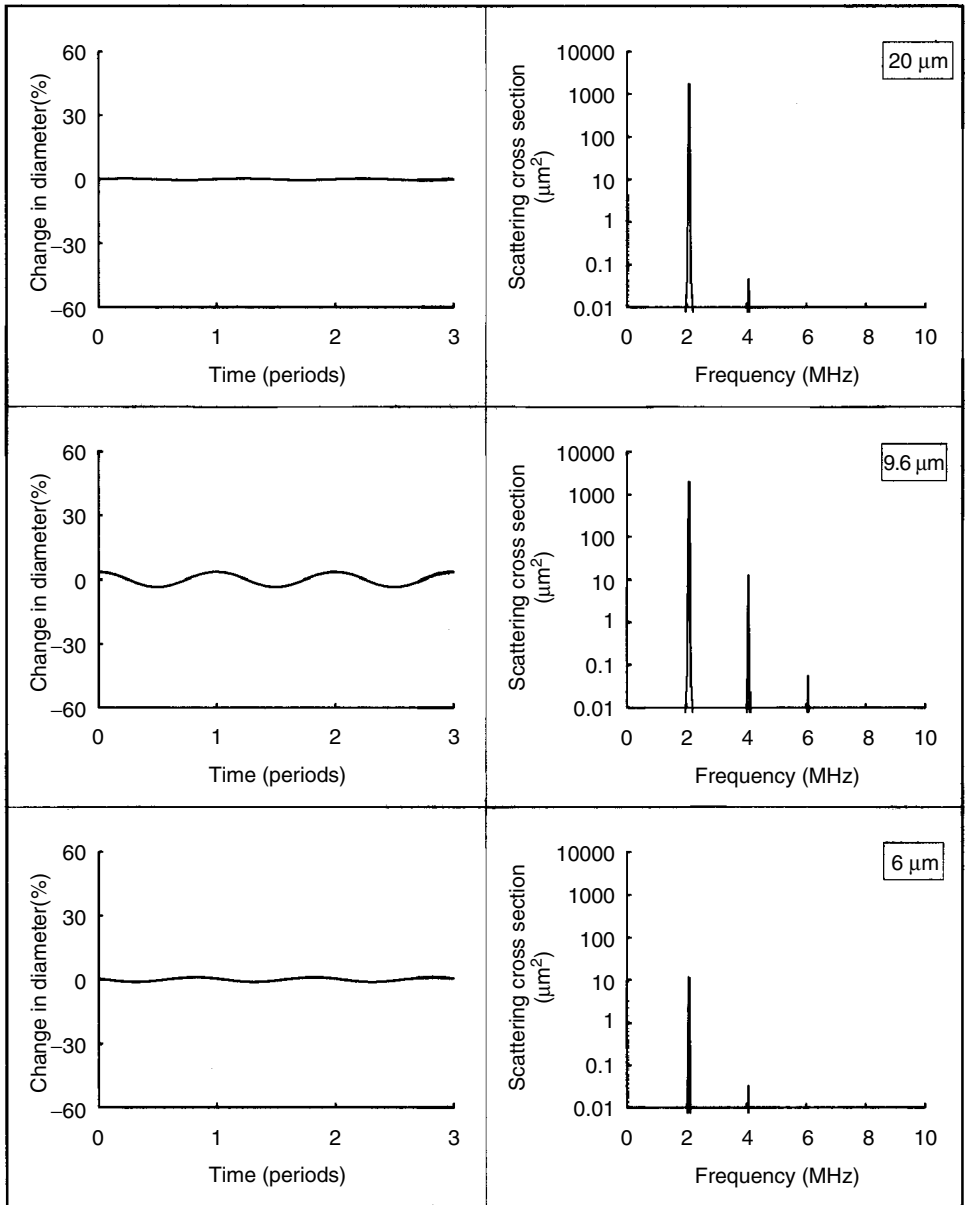 60
30
0
−30
−60
Change in diameter(%)
0 1 2 3
Time (periods)
10000
1000
100
10
1
0.1
0.01
Scattering cross section
(μm²)
0 2 4 6 8 10
Frequency (MHz)
20 μm
60
30
0
−30
−60
Change in diameter(%)
0 1 2 3
Time (periods)
10000
1000
100
10
1
0.1
0.01
Scattering cross section
(μm²)
0 2 4 6 8 10
Frequency (MHz)
9.6 μm
60
30
0
−30
−60
Change in diameter(%)
0 1 2 3
Time (periods)
10000
1000
100
10
1
0.1
0.01
Scattering cross section
(μm²)
0 2 4 6 8 10
Frequency (MHz)
6 μm